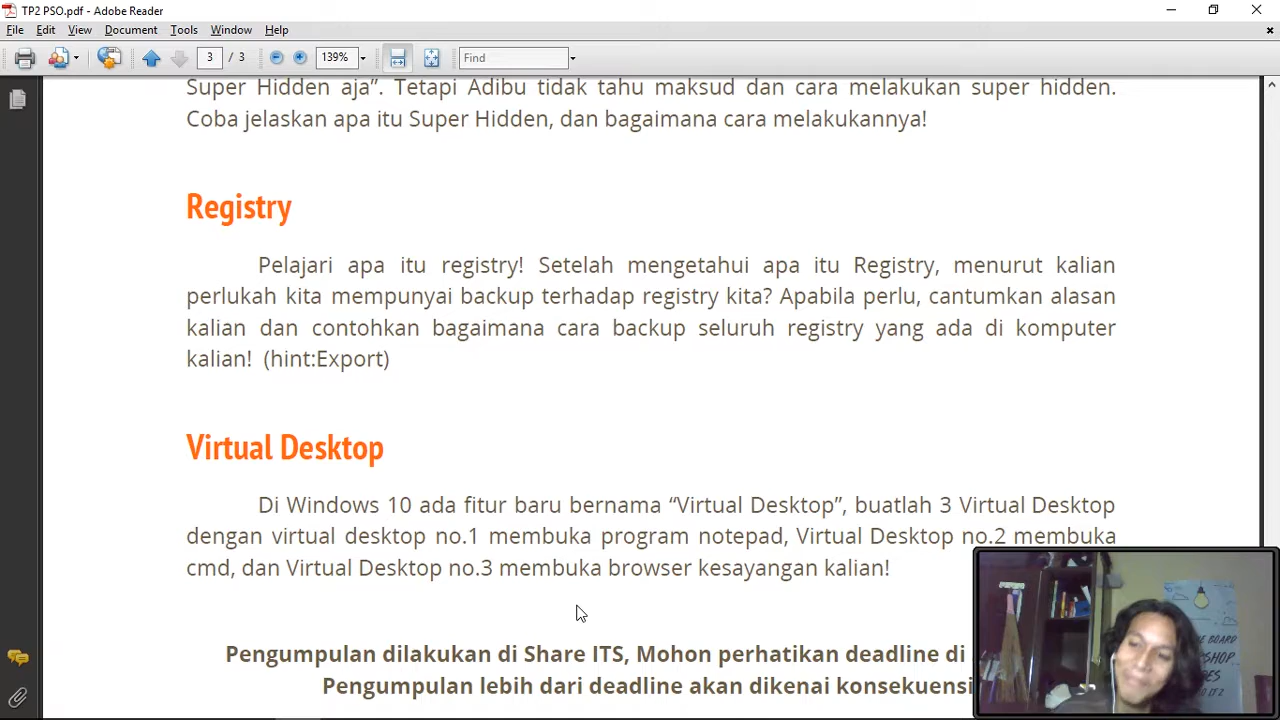 TP2 PSO.pdf - Adobe Reader
File Edit View Document Tools Window Help
3 / 3 139% Find
Super Hidden aja”. Tetapi Adibu tidak tahu maksud dan cara melakukan super hidden.
Coba jelaskan apa itu Super Hidden, dan bagaimana cara melakukannya!
Registry
Pelajari apa itu registry! Setelah mengetahui apa itu Registry, menurut kalian
perlukah kita mempunyai backup terhadap registry kita? Apabila perlu, cantumkan alasan
kalian dan contohkan bagaimana cara backup seluruh registry yang ada di komputer
kalian! (hint:Export)
Virtual Desktop
Di Windows 10 ada fitur baru bernama “Virtual Desktop”, buatlah 3 Virtual Desktop
dengan virtual desktop no.1 membuka program notepad, Virtual Desktop no.2 membuka
cmd, dan Virtual Desktop no.3 membuka browser kesayangan kalian!
Pengumpulan dilakukan di Share ITS, Mohon perhatikan deadline di
Pengumpulan lebih dari deadline akan dikenai konsekuensi
BOARD